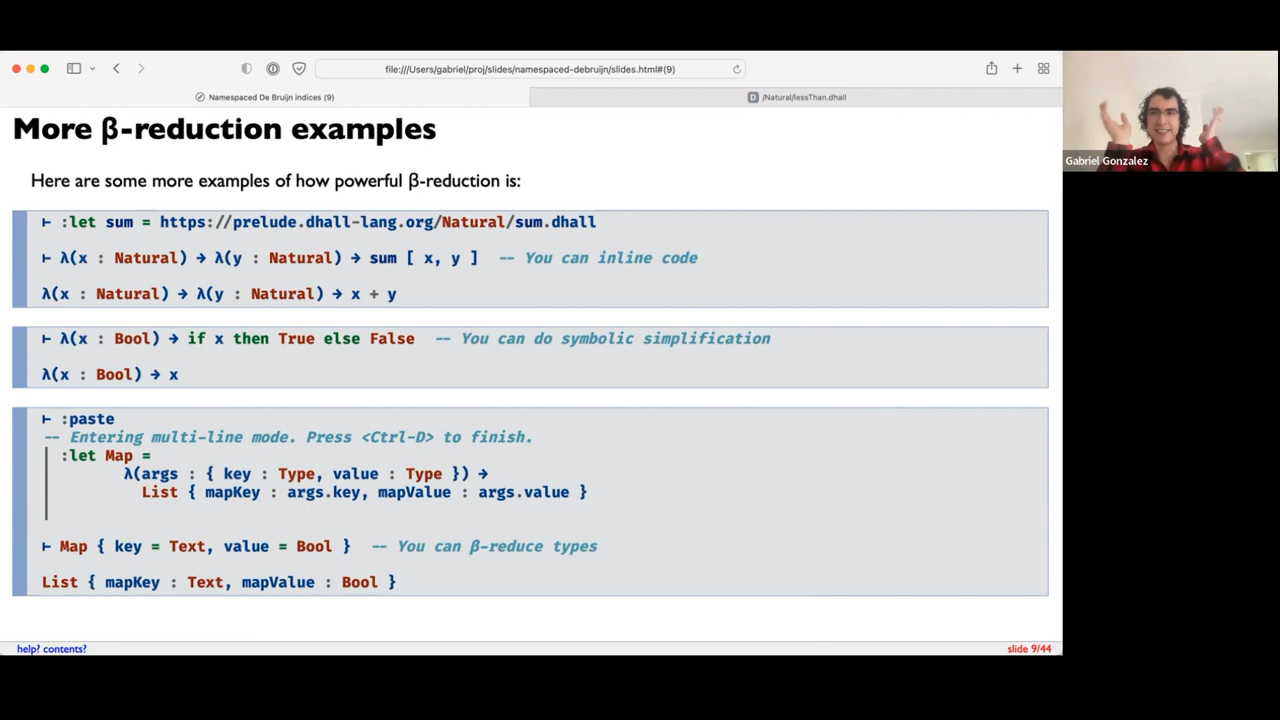 file:///Users/gabriel/proj/slides/namespaced-debruijn/slides.html#(9)
Namespaced De Bruijn indices (9)
D /Natural/lessThan.dhall
More β-reduction examples
Gabriel Gonzalez
Here are some more examples of how powerful β-reduction is:
⊢ :let sum = https://prelude.dhall-lang.org/Natural/sum.dhall
⊢ λ(x : Natural) → λ(y : Natural) → sum [ x, y ]  -- You can inline code
λ(x : Natural) → λ(y : Natural) → x + y
⊢ λ(x : Bool) → if x then True else False  -- You can do symbolic simplification
λ(x : Bool) → x
⊢ :paste
-- Entering multi-line mode. Press <Ctrl-D> to finish.
| :let Map =
λ(args : { key : Type, value : Type }) →
List { mapKey : args.key, mapValue : args.value }
⊢ Map { key = Text, value = Bool }  -- You can β-reduce types
List { mapKey : Text, mapValue : Bool }
help? contents?
slide 9/44